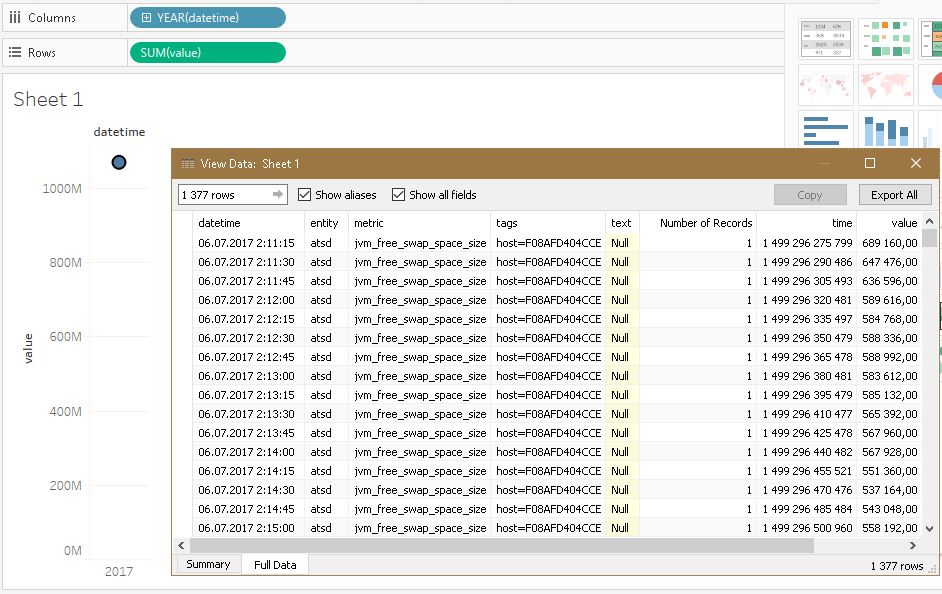 Columns YEAR(datetime)
Rows SUM(value)
Sheet 1
datetime
1000M
800M
600M
400M
200M
0M
value
2017
View Data: Sheet 1
1 377 rows Show aliases Show all fields Copy Export All
datetime entity metric tags text Number of Records time value
06.07.2017 2:11:15 atsd jvm_free_swap_space_size host=F08AFD404CCE Null 1 1 499 296 275 799 689 160,00
06.07.2017 2:11:30 atsd jvm_free_swap_space_size host=F08AFD404CCE Null 1 1 499 296 290 486 647 476,00
06.07.2017 2:11:45 atsd jvm_free_swap_space_size host=F08AFD404CCE Null 1 1 499 296 305 493 636 596,00
06.07.2017 2:12:00 atsd jvm_free_swap_space_size host=F08AFD404CCE Null 1 1 499 296 320 481 589 616,00
06.07.2017 2:12:15 atsd jvm_free_swap_space_size host=F08AFD404CCE Null 1 1 499 296 335 497 584 768,00
06.07.2017 2:12:30 atsd jvm_free_swap_space_size host=F08AFD404CCE Null 1 1 499 296 350 479 588 336,00
06.07.2017 2:12:45 atsd jvm_free_swap_space_size host=F08AFD404CCE Null 1 1 499 296 365 478 588 992,00
06.07.2017 2:13:00 atsd jvm_free_swap_space_size host=F08AFD404CCE Null 1 1 499 296 380 481 583 612,00
06.07.2017 2:13:15 atsd jvm_free_swap_space_size host=F08AFD404CCE Null 1 1 499 296 395 479 585 132,00
06.07.2017 2:13:30 atsd jvm_free_swap_space_size host=F08AFD404CCE Null 1 1 499 296 410 477 565 392,00
06.07.2017 2:13:45 atsd jvm_free_swap_space_size host=F08AFD404CCE Null 1 1 499 296 425 478 567 960,00
06.07.2017 2:14:00 atsd jvm_free_swap_space_size host=F08AFD404CCE Null 1 1 499 296 440 482 567 928,00
06.07.2017 2:14:15 atsd jvm_free_swap_space_size host=F08AFD404CCE Null 1 1 499 296 455 521 551 360,00
06.07.2017 2:14:30 atsd jvm_free_swap_space_size host=F08AFD404CCE Null 1 1 499 296 470 476 537 164,00
06.07.2017 2:14:45 atsd jvm_free_swap_space_size host=F08AFD404CCE Null 1 1 499 296 485 484 543 048,00
06.07.2017 2:15:00 atsd jvm_free_swap_space_size host=F08AFD404CCE Null 1 1 499 296 500 960 558 192,00
Summary Full Data 1 377 rows